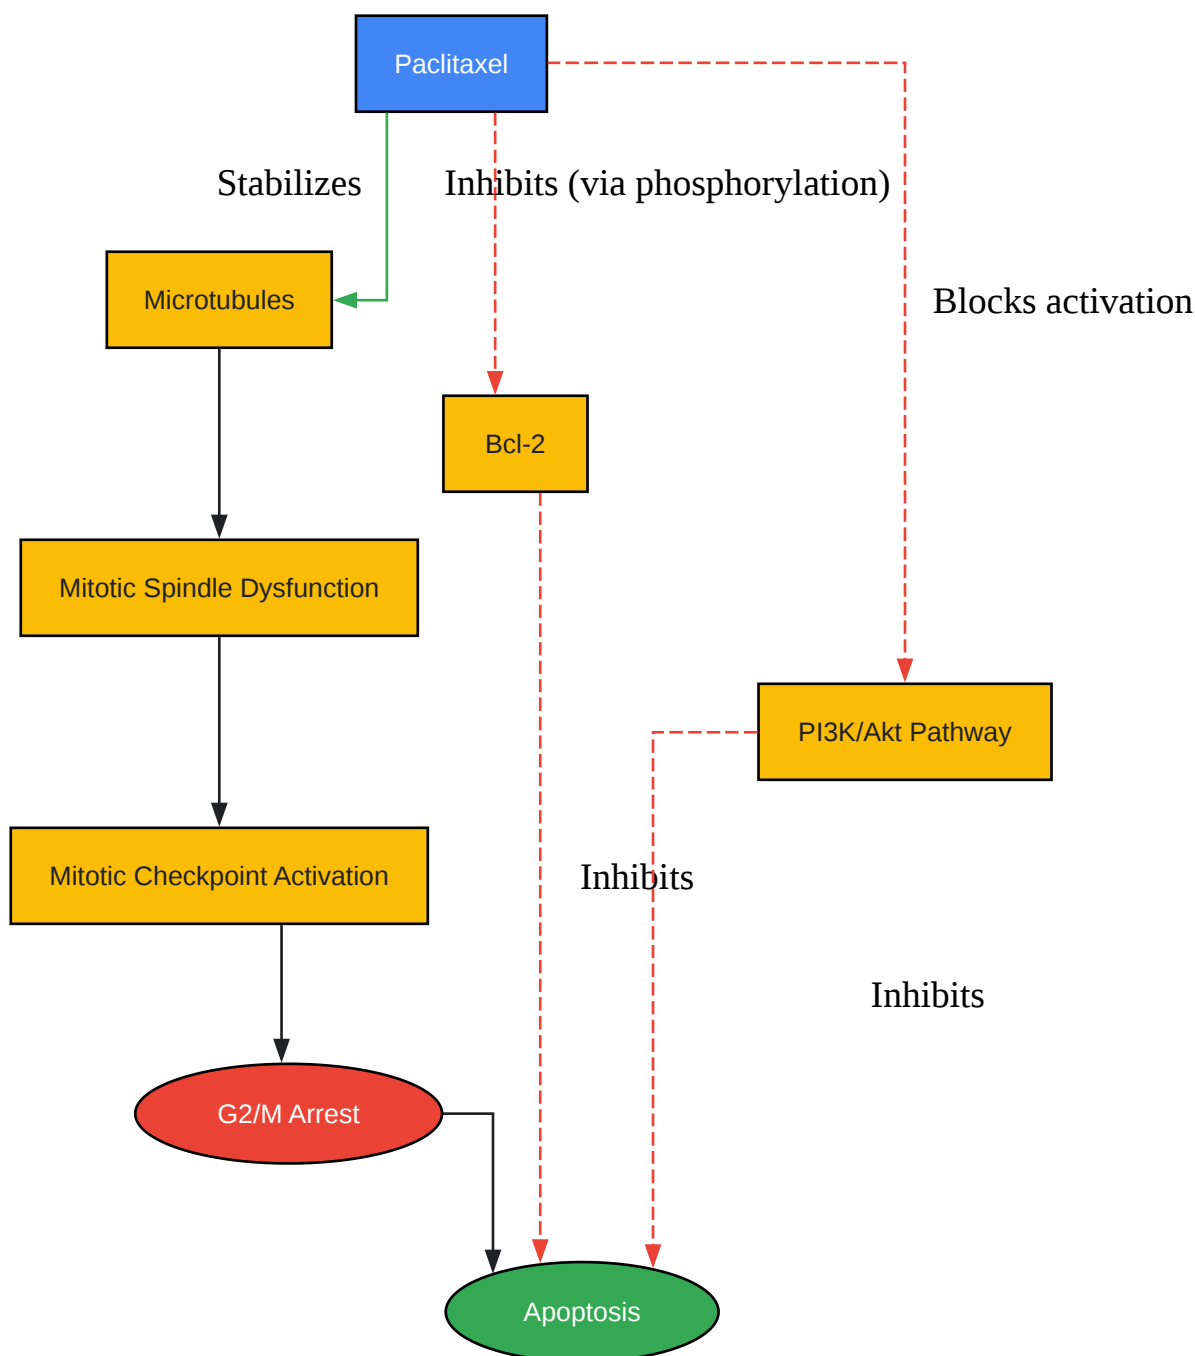 Paclitaxel
Stabilizes
Inhibits (via phosphorylation)
Microtubules
Blocks activation
Bcl-2
Mitotic Spindle Dysfunction
PI3K/Akt Pathway
Mitotic Checkpoint Activation
Inhibits
Inhibits
G2/M Arrest
Apoptosis